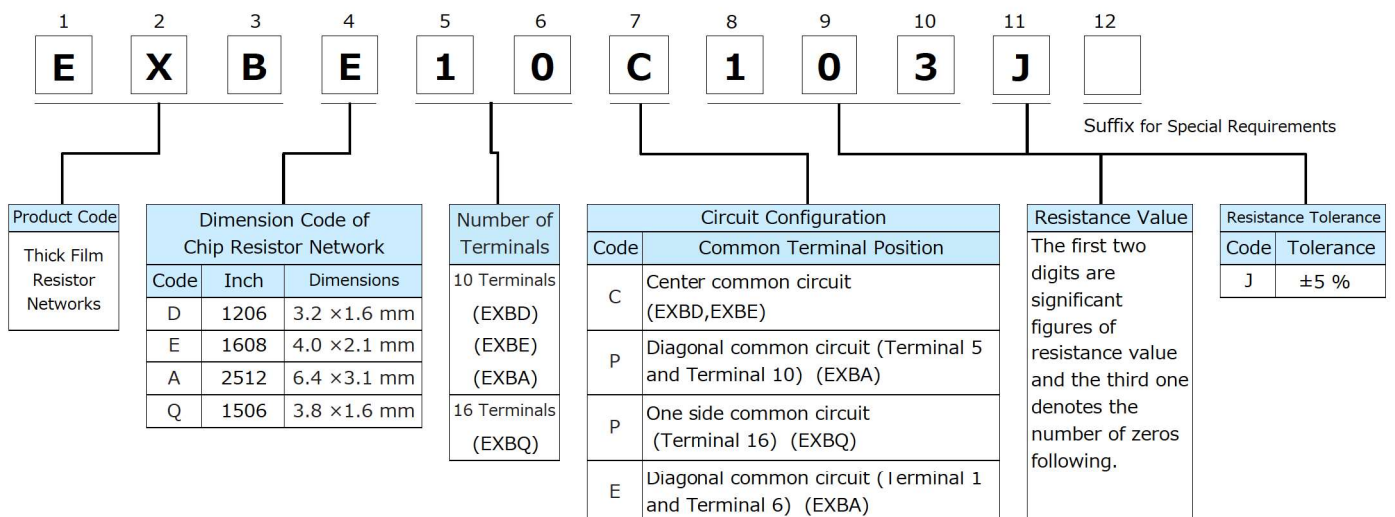 1 2 3 4 5 6 7 8 9 10 11 12
E X B E 1 0 C 1 0 3 J
Suffix for Special Requirements
Product Code
Thick Film
Resistor
Networks
Dimension Code of
Chip Resistor Network
Code Inch Dimensions
D 1206 3.2 ×1.6 mm
E 1608 4.0 ×2.1 mm
A 2512 6.4 ×3.1 mm
Q 1506 3.8 ×1.6 mm
Number of
Terminals
10 Terminals
(EXBD)
(EXBE)
(EXBA)
16 Terminals
(EXBQ)
Circuit Configuration
Code Common Terminal Position
C Center common circuit
(EXBD,EXBE)
P Diagonal common circuit (Terminal 5
and Terminal 10) (EXBA)
P One side common circuit
(Terminal 16) (EXBQ)
E Diagonal common circuit (Terminal 1
and Terminal 6) (EXBA)
Resistance Value
The first two
digits are
significant
figures of
resistance value
and the third one
denotes the
number of zeros
following.
Resistance Tolerance
Code Tolerance
J ±5 %